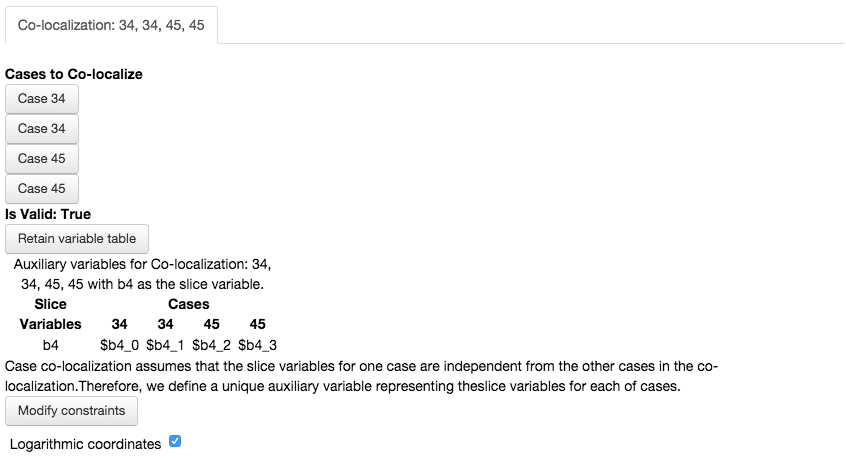 Co-localization: 34, 34, 45, 45
Cases to Co-localize
Case 34
Case 34
Case 45
Case 45
Is Valid: True
Retain variable table
Auxiliary variables for Co-localization: 34,
34, 45, 45 with b4 as the slice variable.
Slice Cases
Variables 34 34 45 45
b4 $b4_0 $b4_1 $b4_2 $b4_3
Case co-localization assumes that the slice variables for one case are independent from the other cases in the co-
localization.Therefore, we define a unique auxiliary variable representing theslice variables for each of cases.
Modify constraints
Logarithmic coordinates